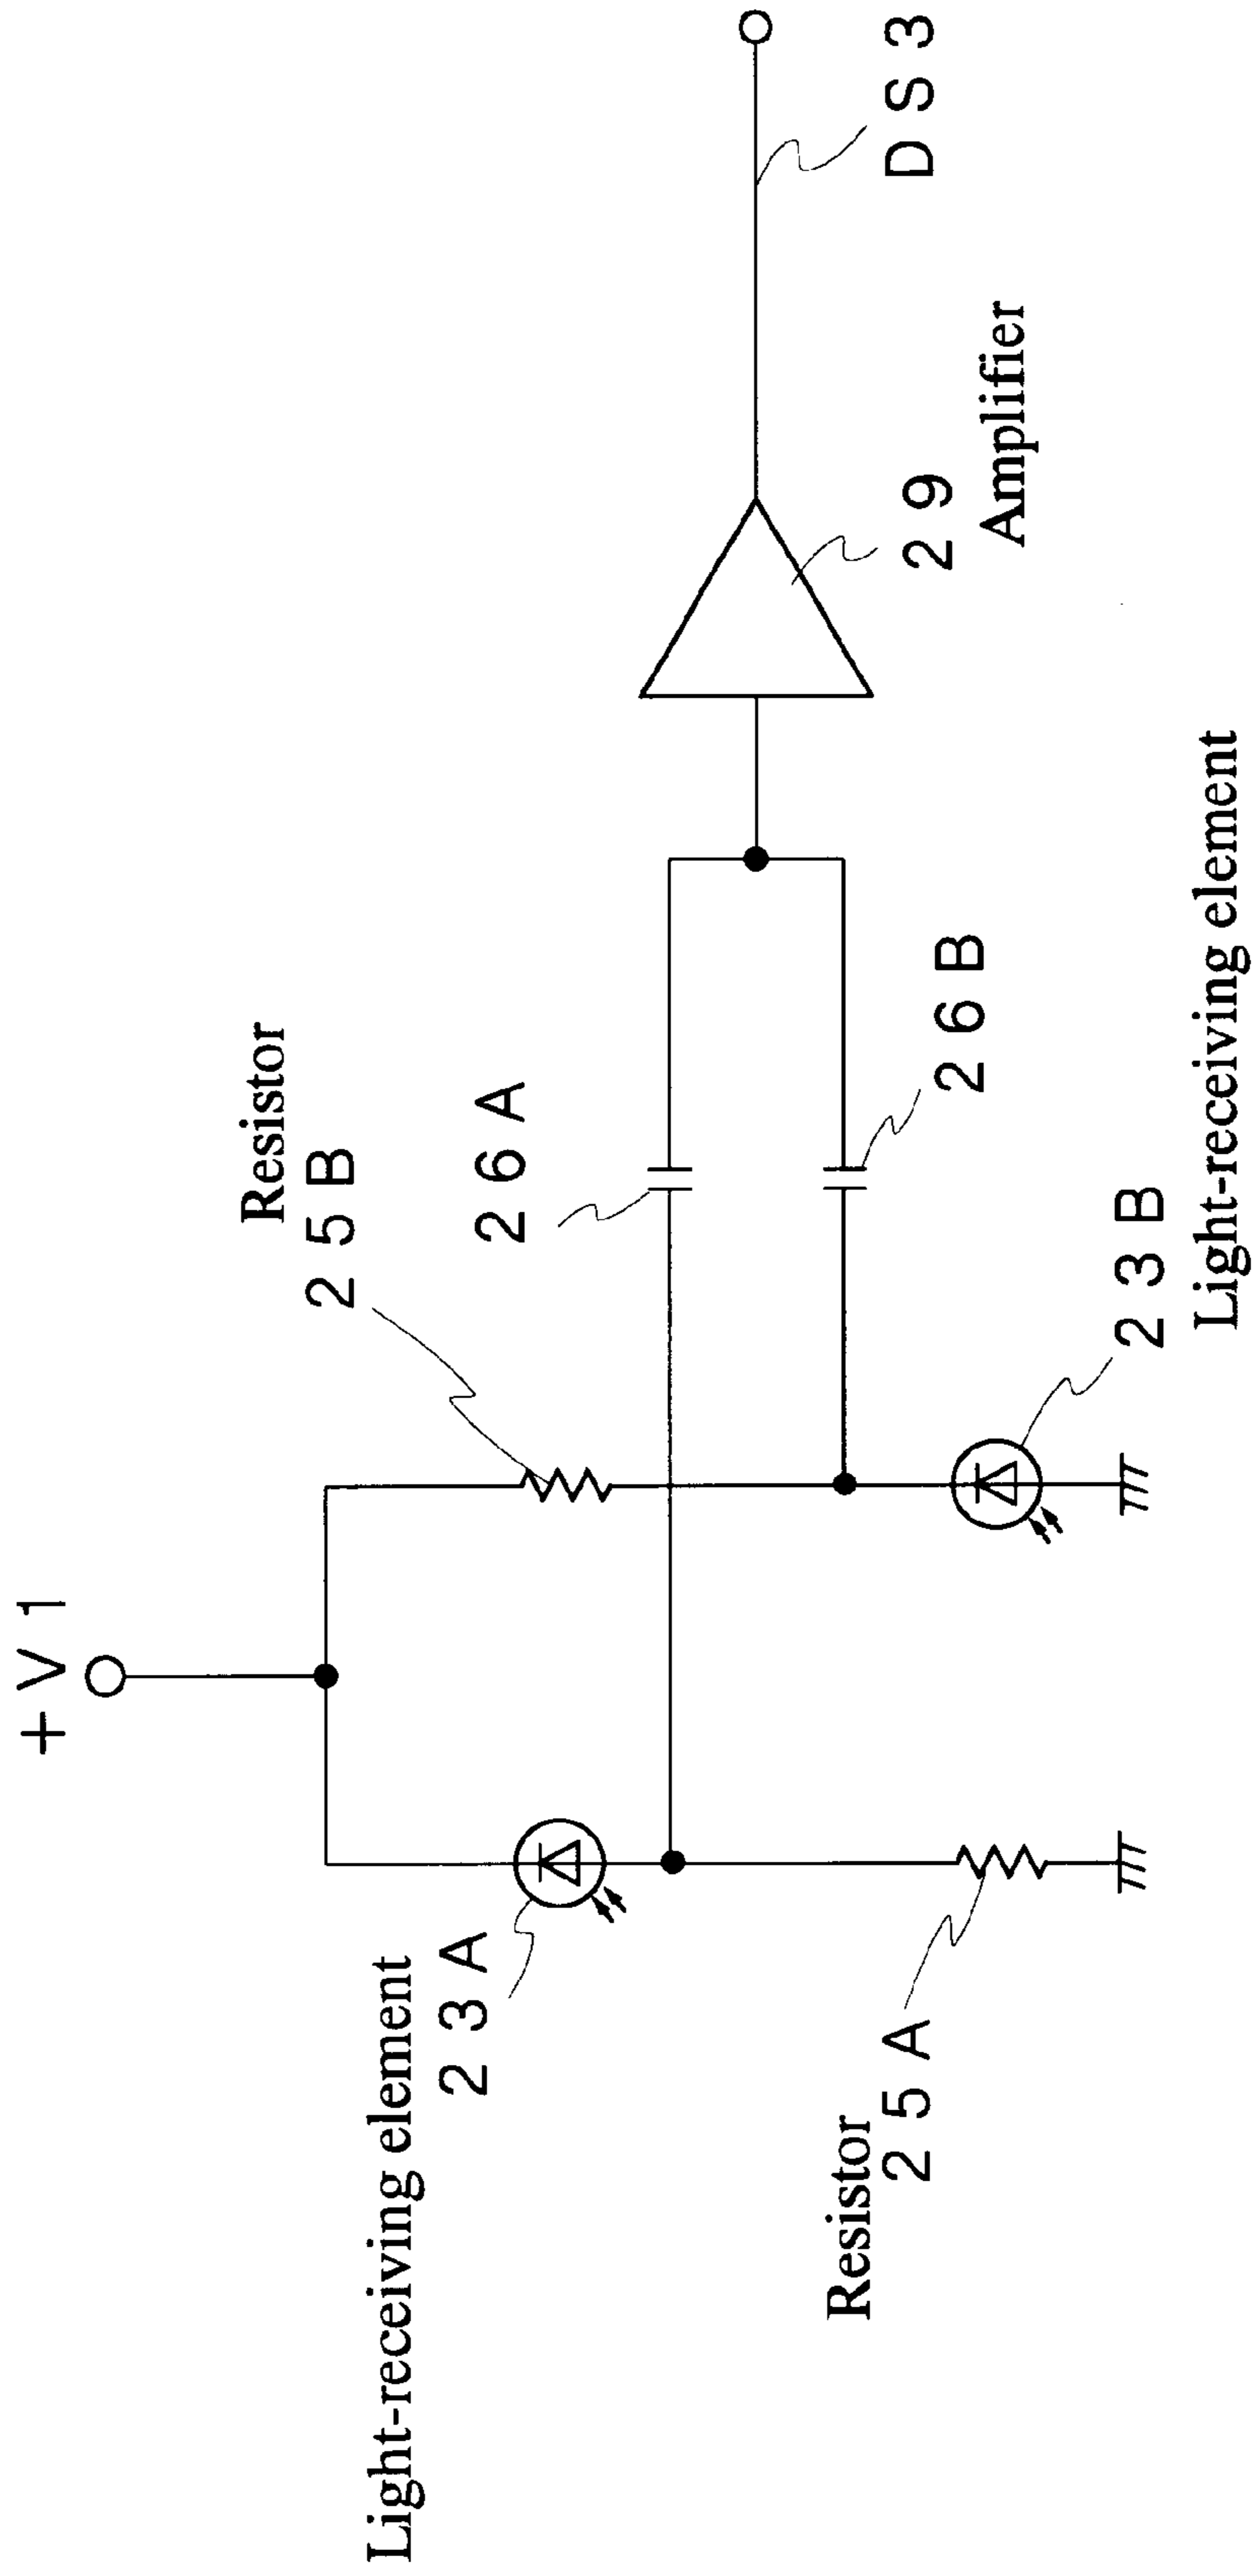 +V1
Light-receiving element
23A
Resistor
25B
26A
Resistor
25A
26B
23B
Light-receiving element
29
Amplifier
DS3